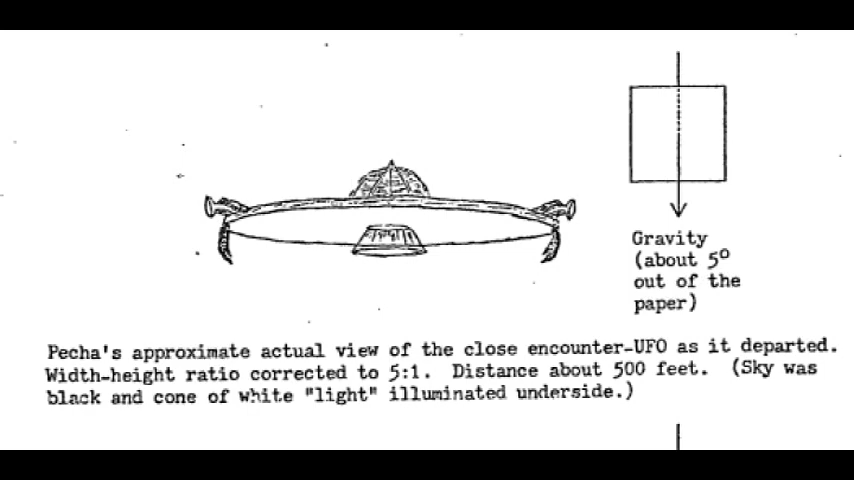 Gravity
(about 5°
out of the
paper)
Pecha's approximate actual view of the close encounter-UFO as it departed.
Width-height ratio corrected to 5:1. Distance about 500 feet. (Sky was
black and cone of white "light" illuminated underside.)